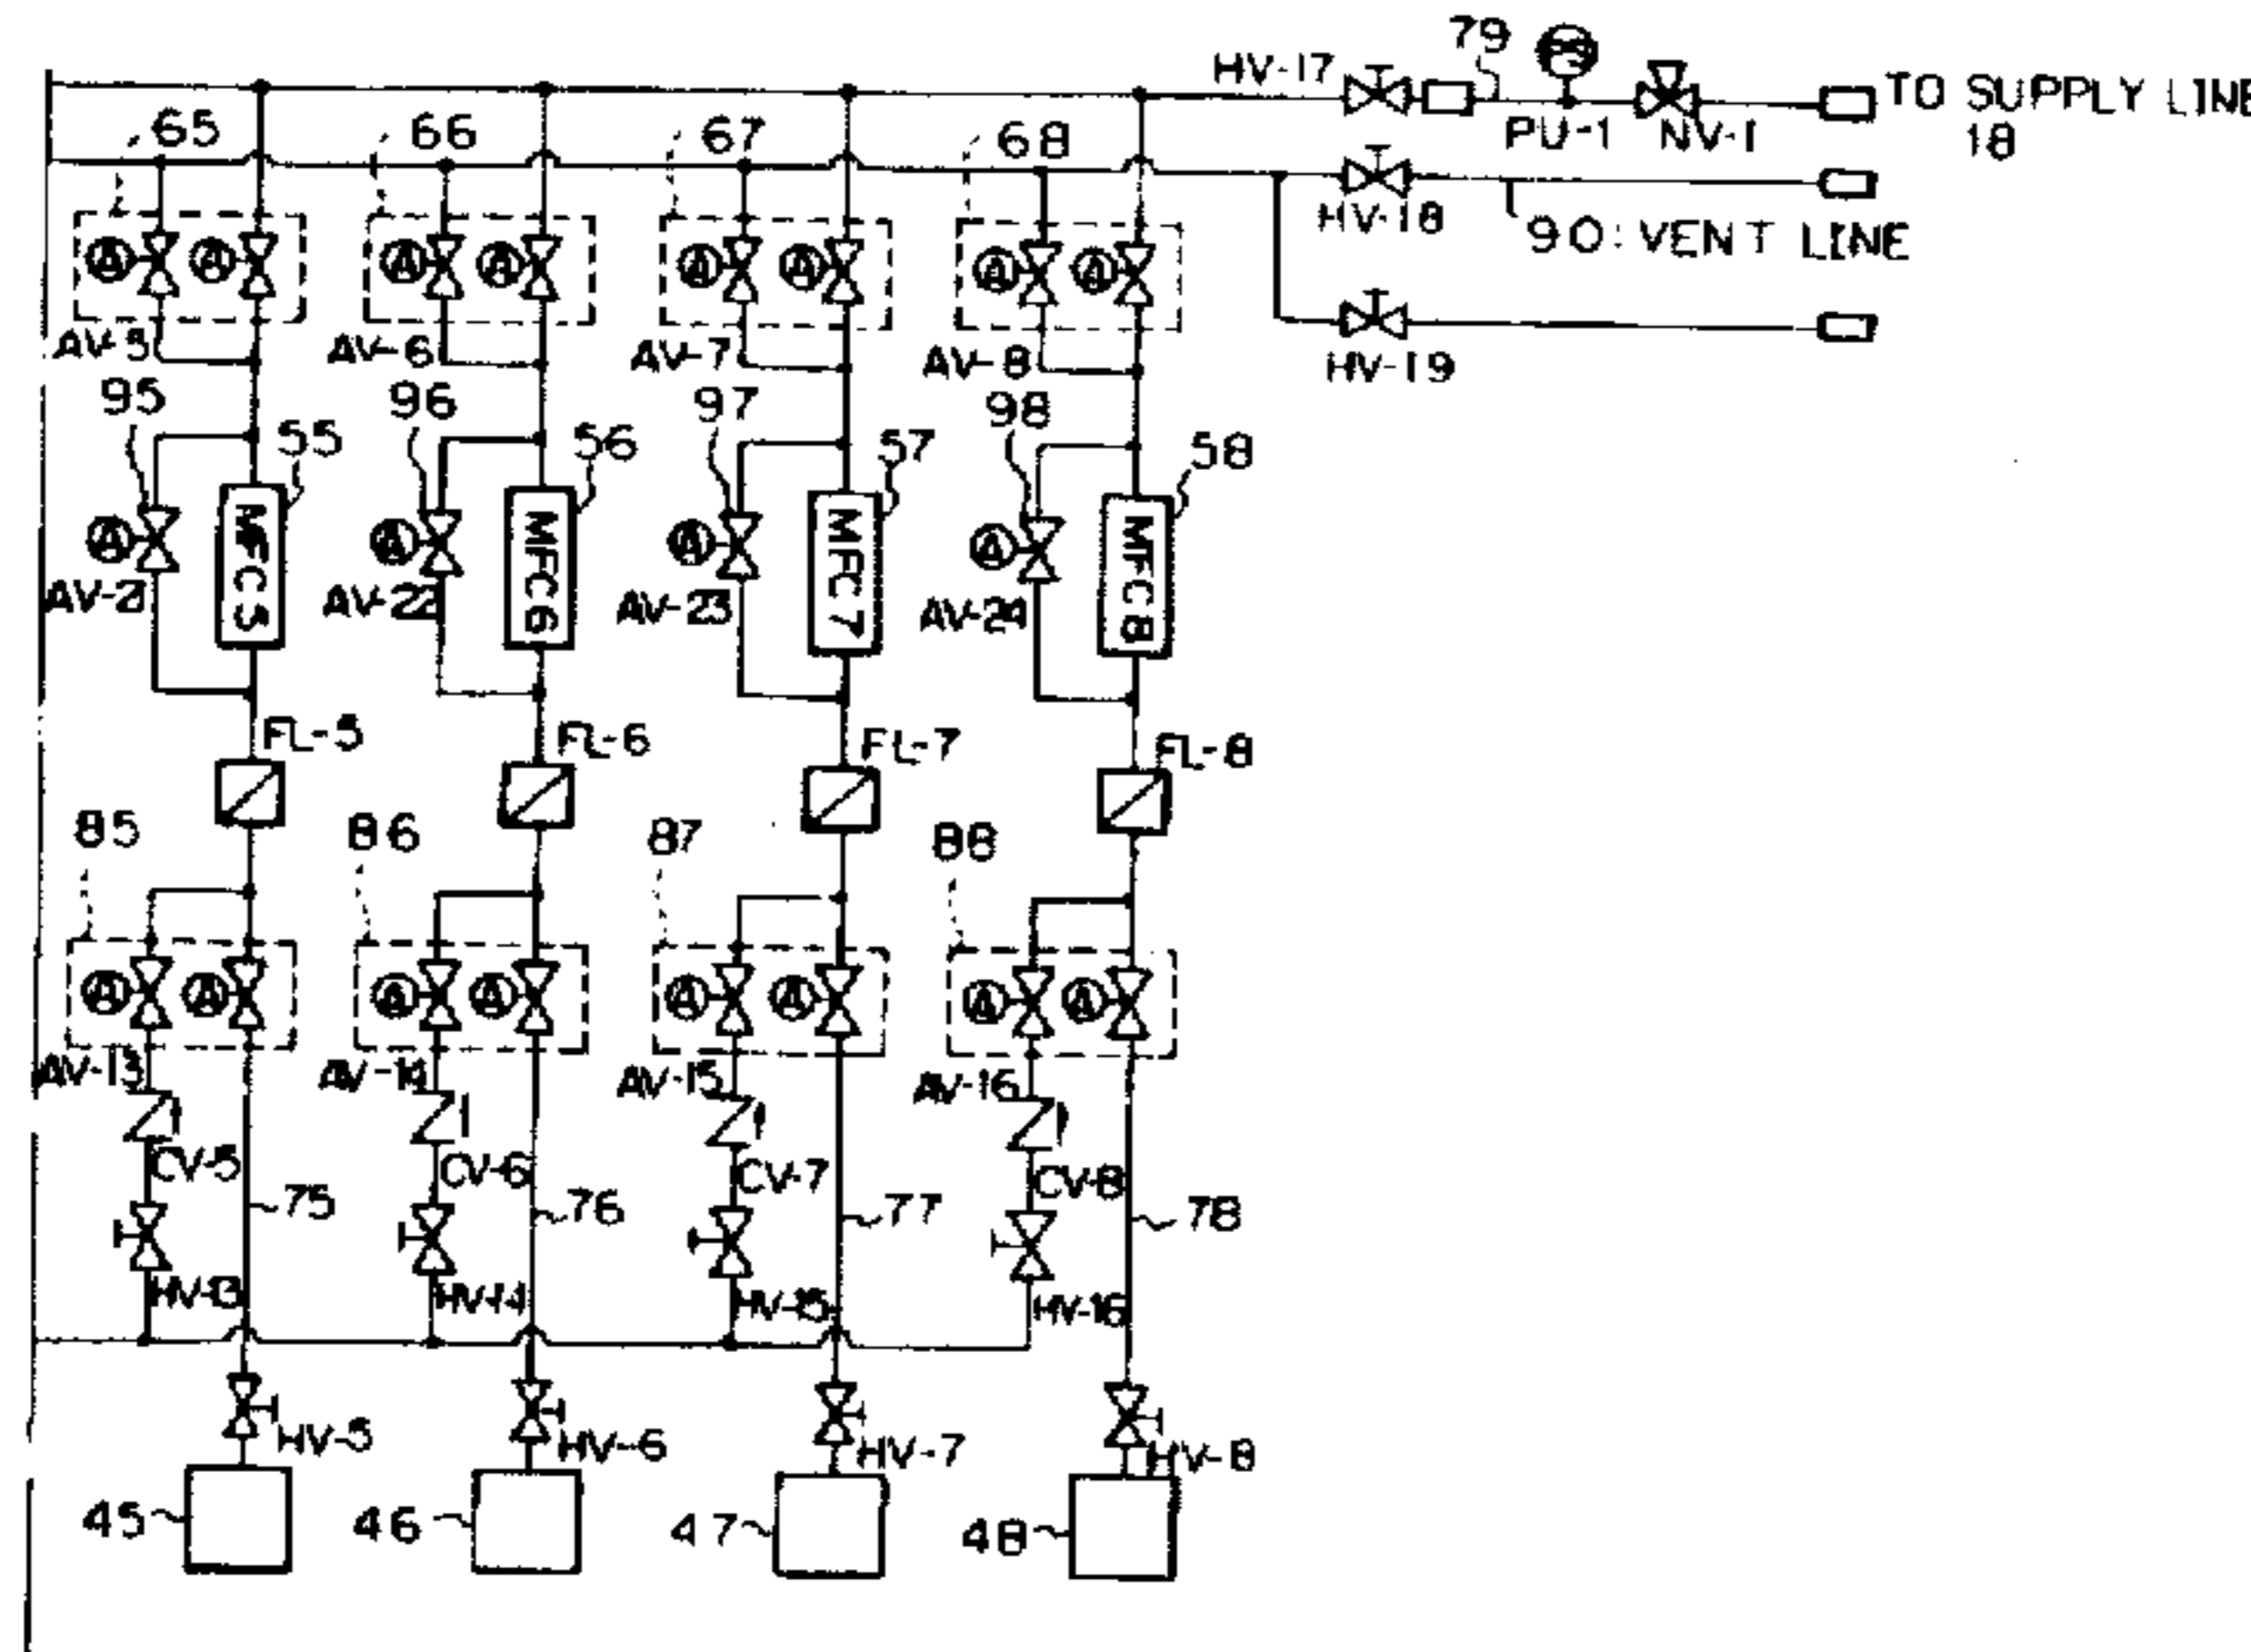 79
HV-17
TO SUPPLY LINE
18
PU-1
NV-1
65
66
67
68
HV-18
90: VENT LINE
AV-5
AV-6
AV-7
AV-8
HV-19
95
96
97
98
55
56
57
58
A
A
A
A
A
A
A
A
A
A
A
A
MFC5
MFC6
MFC7
MFC8
AV-21
AV-22
AV-23
AV-24
FL-5
FL-6
FL-7
FL-8
85
86
87
88
A
A
A
A
A
A
A
A
AV-13
AV-14
AV-15
AV-16
CV-5
CV-6
CV-7
CV-8
75
76
77
78
HV-13
HV-14
HV-15
HV-16
HV-5
HV-6
HV-7
HV-8
45
46
47
48